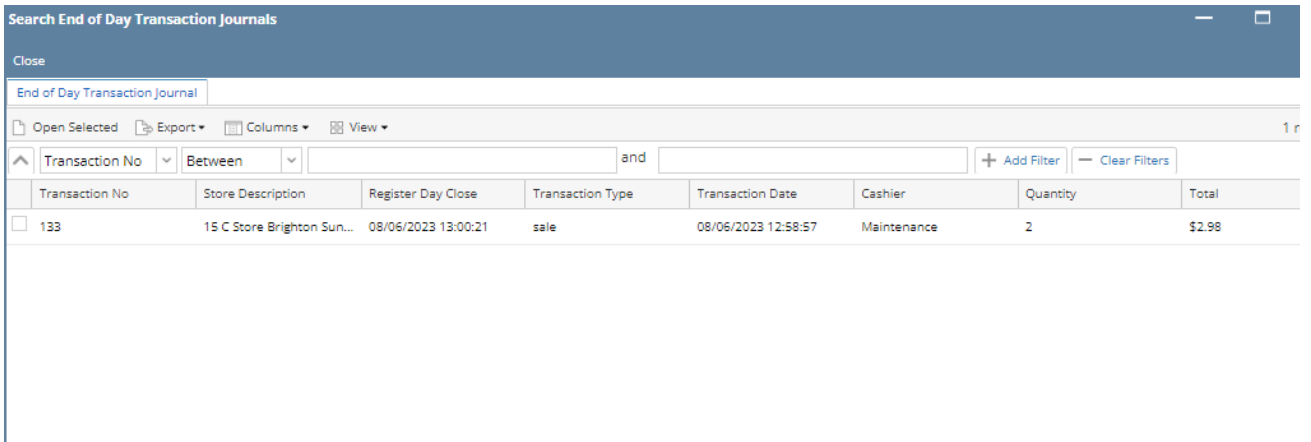 Search End of Day Transaction Journals
Close
End of Day Transaction Journal
Open Selected Export Columns View 1 r
Transaction No Between and Add Filter Clear Filters
Transaction No Store Description Register Day Close Transaction Type Transaction Date Cashier Quantity Total
133 15 C Store Brighton Sun... 08/06/2023 13:00:21 sale 08/06/2023 12:58:57 Maintenance 2 $2.98